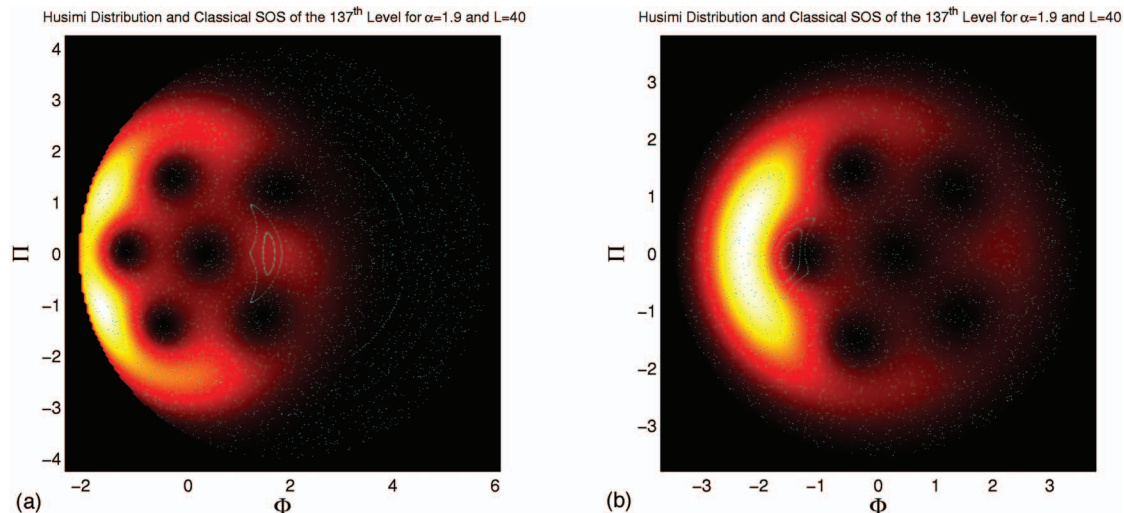 Husimi Distribution and Classical SOS of the 137th Level for α=1.9 and L=40
4
3
2
1
0
−1
−2
−3
−4
Π
−2 0 2 4 6
Φ
(a)
Husimi Distribution and Classical SOS of the 137th Level for α=1.9 and L=40
3
2
1
0
−1
−2
−3
Π
−3 −2 −1 0 1 2 3
Φ
(b)